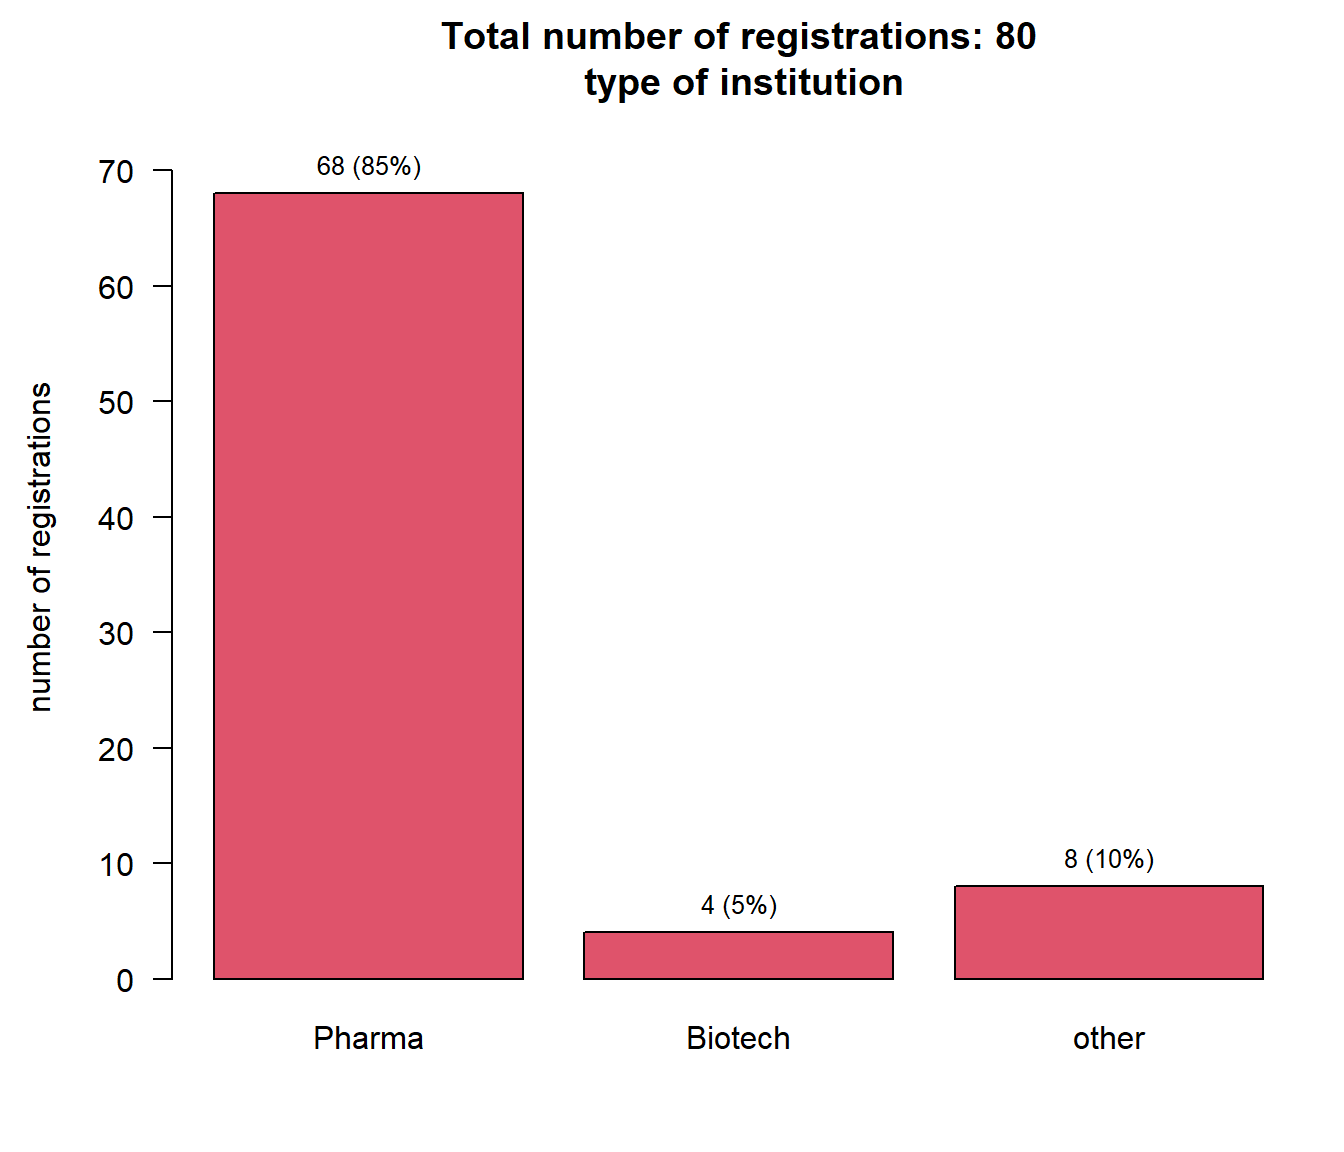 Total number of registrations: 80
type of institution
number of registrations
70
60
50
40
30
20
10
0
68 (85%)
4 (5%)
8 (10%)
Pharma
Biotech
other